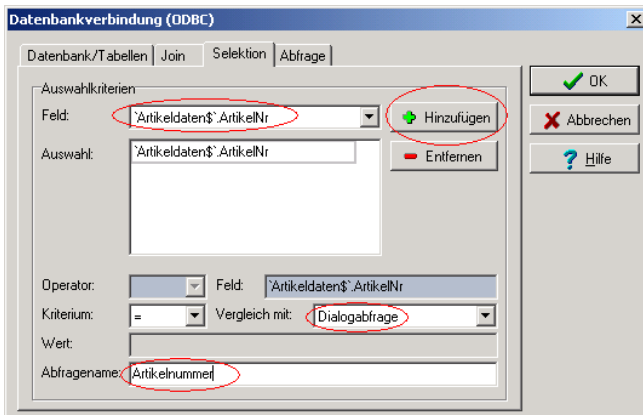 Datenbankverbindung (ODBC)
Datenbank/Tabellen Join Selektion Abfrage
Auswahlkriterien
Feld: `Artikeldaten$`.ArtikelNr Hinzufügen
Auswahl: `Artikeldaten$`.ArtikelNr Entfernen
Operator: Feld: `Artikeldaten$`.ArtikelNr
Kriterium: = Vergleich mit: Dialogabfrage
Wert:
Abfragename: Artikelnummer
OK
Abbrechen
Hilfe